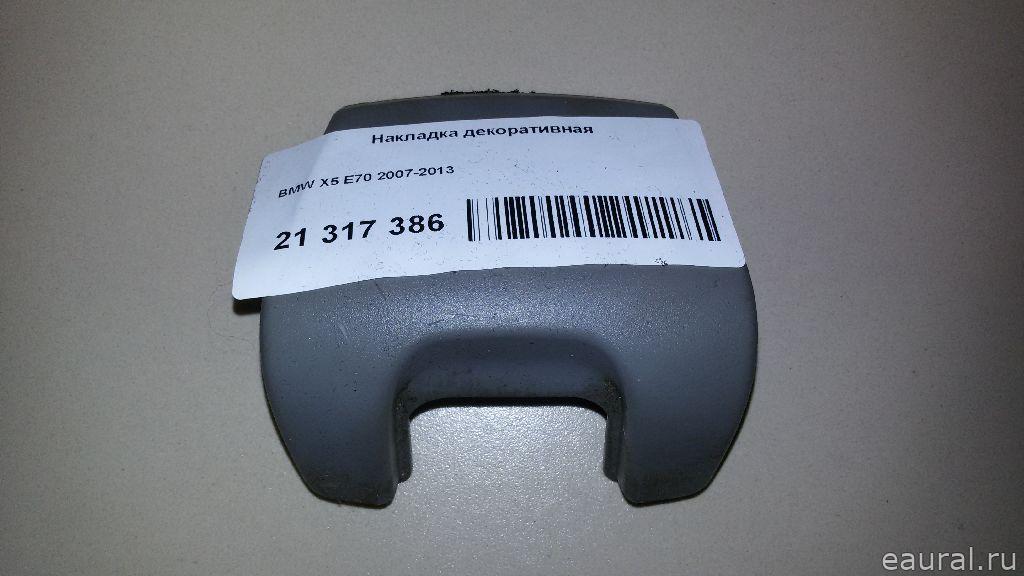 Накладка декоративная
BMW X5 E70 2007-2013
21 317 386
eaural.ru